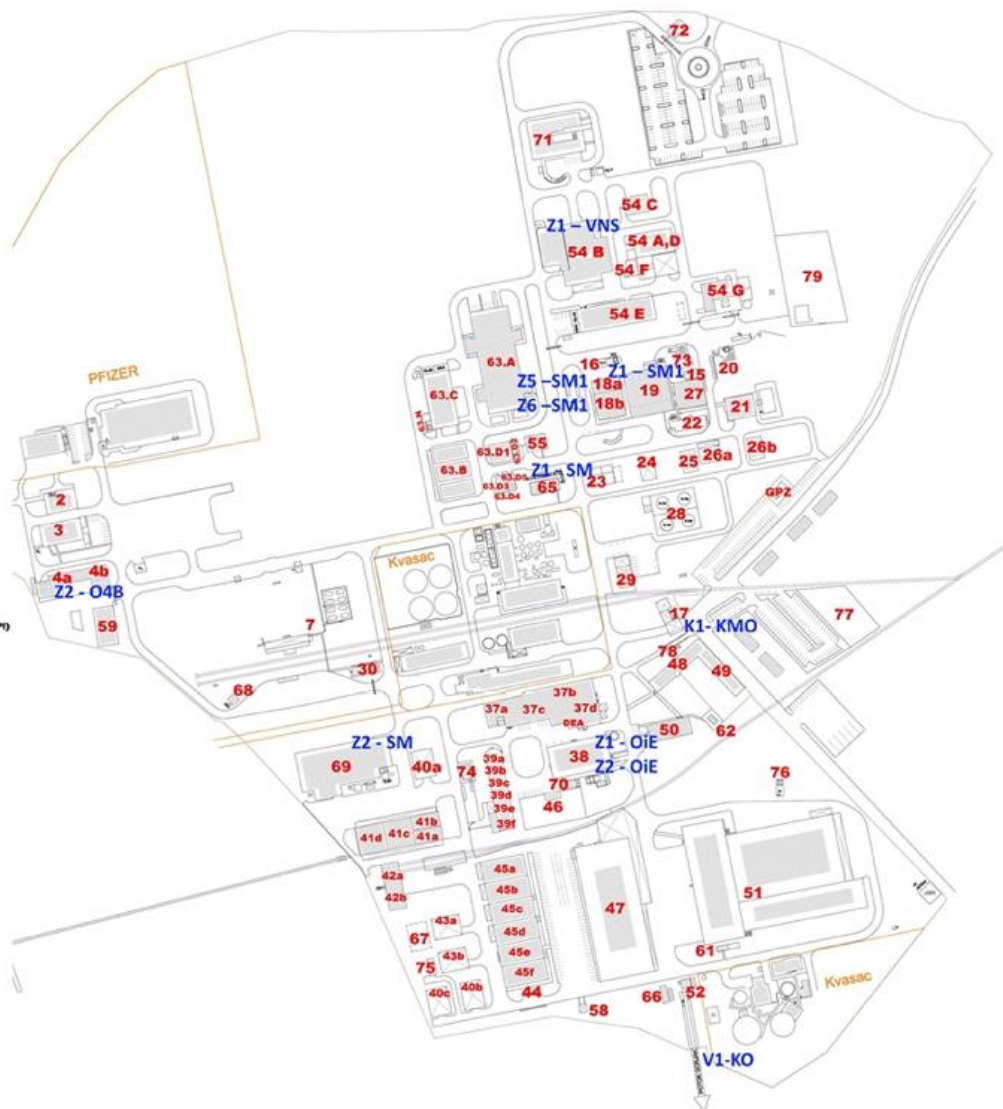 72
71
54 C
Z1 – VNS
54 A,D
54 B
54 F
79
54 G
54 E
63.A
16
73
Z1 – SM1
15
20
PFIZER
63.C
Z5 –SM1
18a
19
27
Z6 –SM1
18b
21
22
63.D1
55
63.B
Z1 – SM
24
25
26a
26b
63.D3
63.D4
65
23
2
GPZ
28
3
Kvasac
4a
4b
29
Z2 - O4B
59
7
17
77
K1- KMO
30
78
48
49
68
37a
37b
37c
37d
DEA
62
50
Z2 - SM
Z1 - OiE
69
40a
74
39a
38
Z2 - OiE
39b
39c
70
76
39d
46
39e
39f
41b
41d
41c
41a
42a
45a
42b
45b
51
45c
47
43a
67
45d
61
43b
45e
75
45f
Kvasac
40c
40b
44
66
52
58
V1-KO